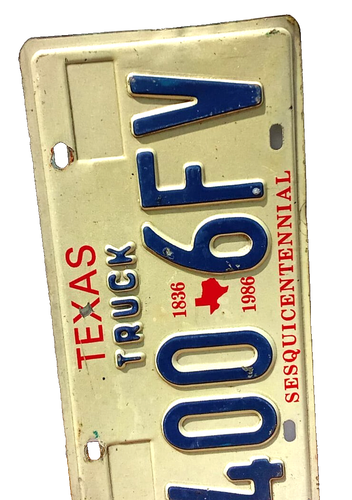 TEXAS
TRUCK
1836
4006FV
1986
SESQUICENTENNIAL